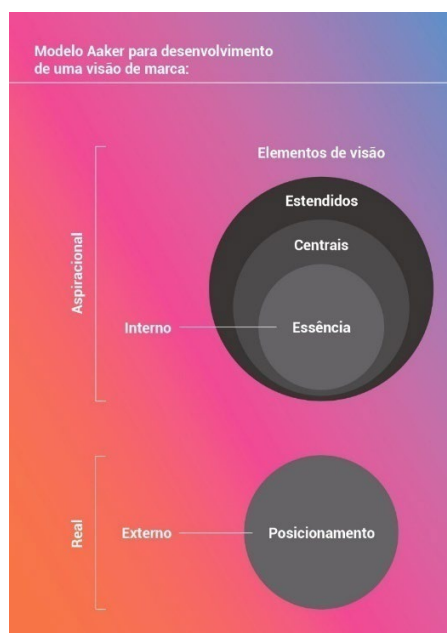 Modelo Aaker para desenvolvimento
de uma visão de marca:
Elementos de visão
Estendidos
Centrais
Aspiracional
Interno
Essência
Real
Externo
Posicionamento